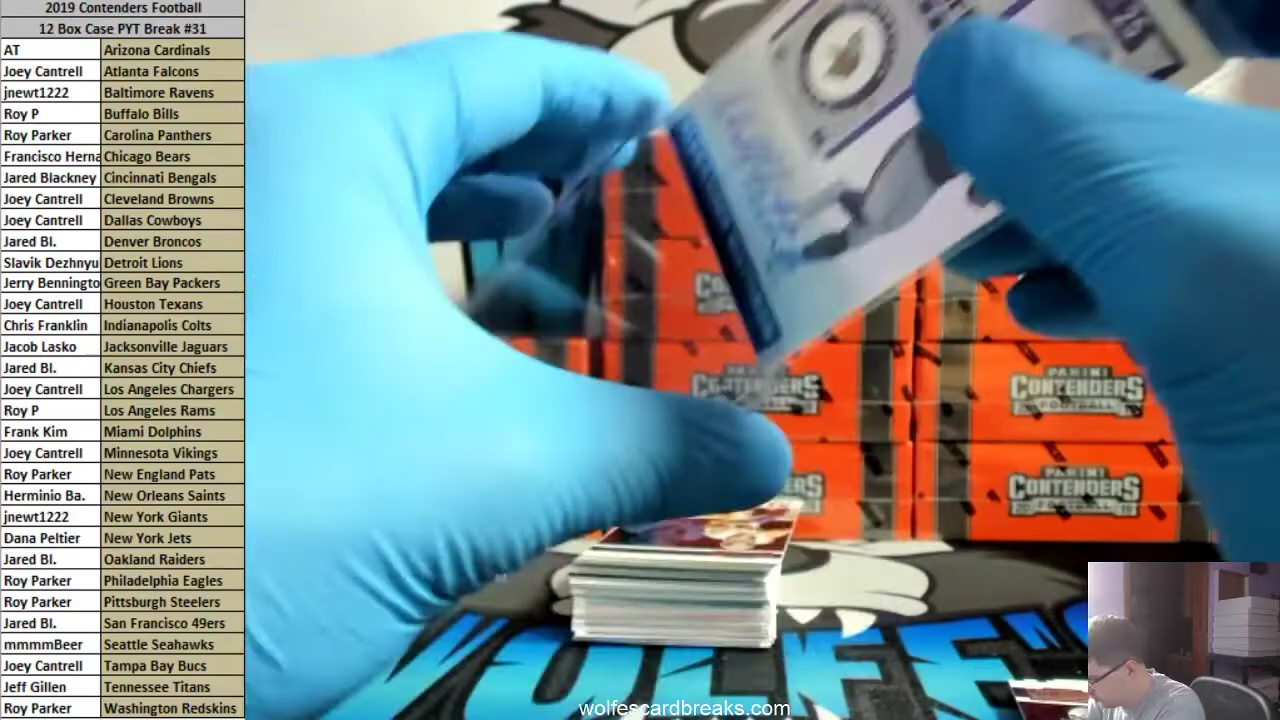 2019 Contenders Football
12 Box Case PYT Break #31
AT Arizona Cardinals
Joey Cantrell Atlanta Falcons
jnewt1222 Baltimore Ravens
Roy P Buffalo Bills
Roy Parker Carolina Panthers
Francisco Herna Chicago Bears
Jared Blackney Cincinnati Bengals
Joey Cantrell Cleveland Browns
Joey Cantrell Dallas Cowboys
Jared Bl. Denver Broncos
Slavik Dezhnyu Detroit Lions
Jerry Benningto Green Bay Packers
Joey Cantrell Houston Texans
Chris Franklin Indianapolis Colts
Jacob Lasko Jacksonville Jaguars
Jared Bl. Kansas City Chiefs
Joey Cantrell Los Angeles Chargers
Roy P Los Angeles Rams
Frank Kim Miami Dolphins
Joey Cantrell Minnesota Vikings
Roy Parker New England Pats
Herminio Ba. New Orleans Saints
jnewt1222 New York Giants
Dana Peltier New York Jets
Jared Bl. Oakland Raiders
Roy Parker Philadelphia Eagles
Roy Parker Pittsburgh Steelers
Jared Bl. San Francisco 49ers
mmmmBeer Seattle Seahawks
Joey Cantrell Tampa Bay Bucs
Jeff Gillen Tennessee Titans
Roy Parker Washington Redskins
PANINI
CONTENDERS
FOOTBALL
PANINI
CONTENDERS
FOOTBALL
PANINI
CONTENDERS
FOOTBALL
WOLFE'S
wolfescardbreaks.com